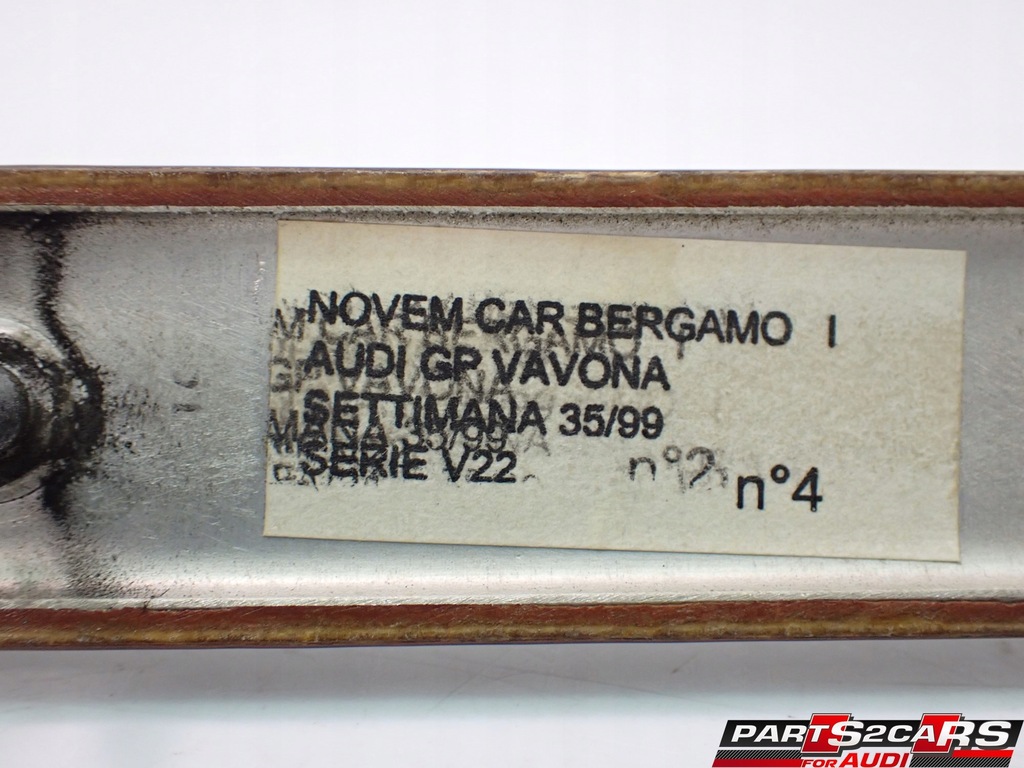 NOVEM CAR BERGAMO I
AUDI GP VAVONA
SETTIMANA 35/99
SERIE V22
n°2
n°4
PARTS2CARS
FOR AUDI